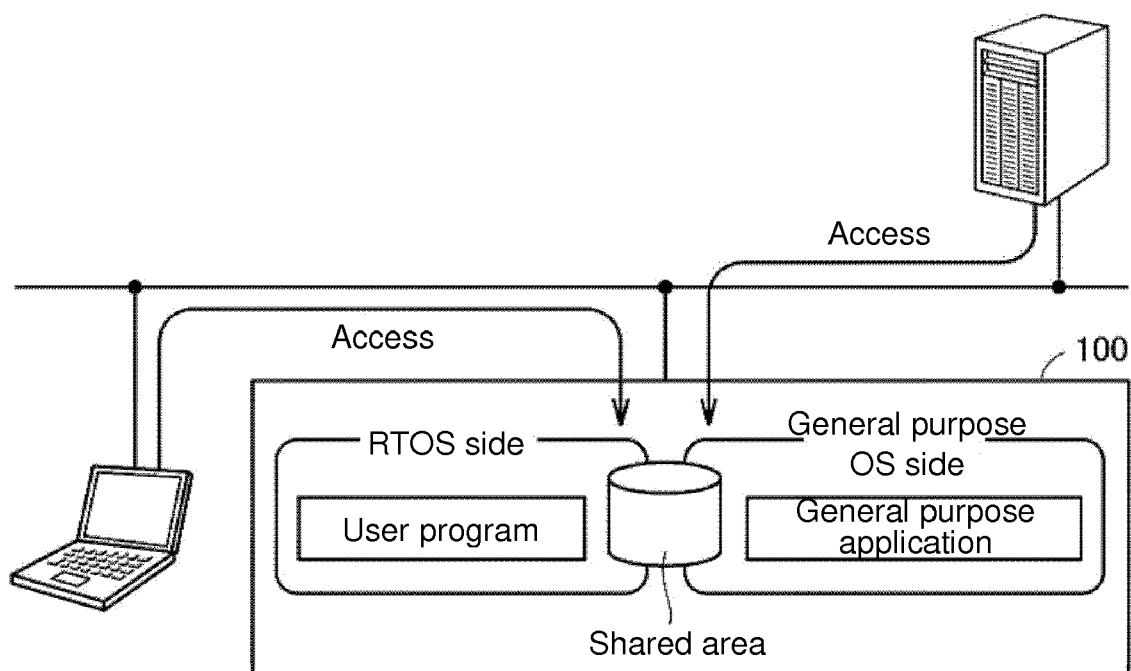 Access
Access
100
RTOS side
General purpose
OS side
User program
General purpose
application
Shared area